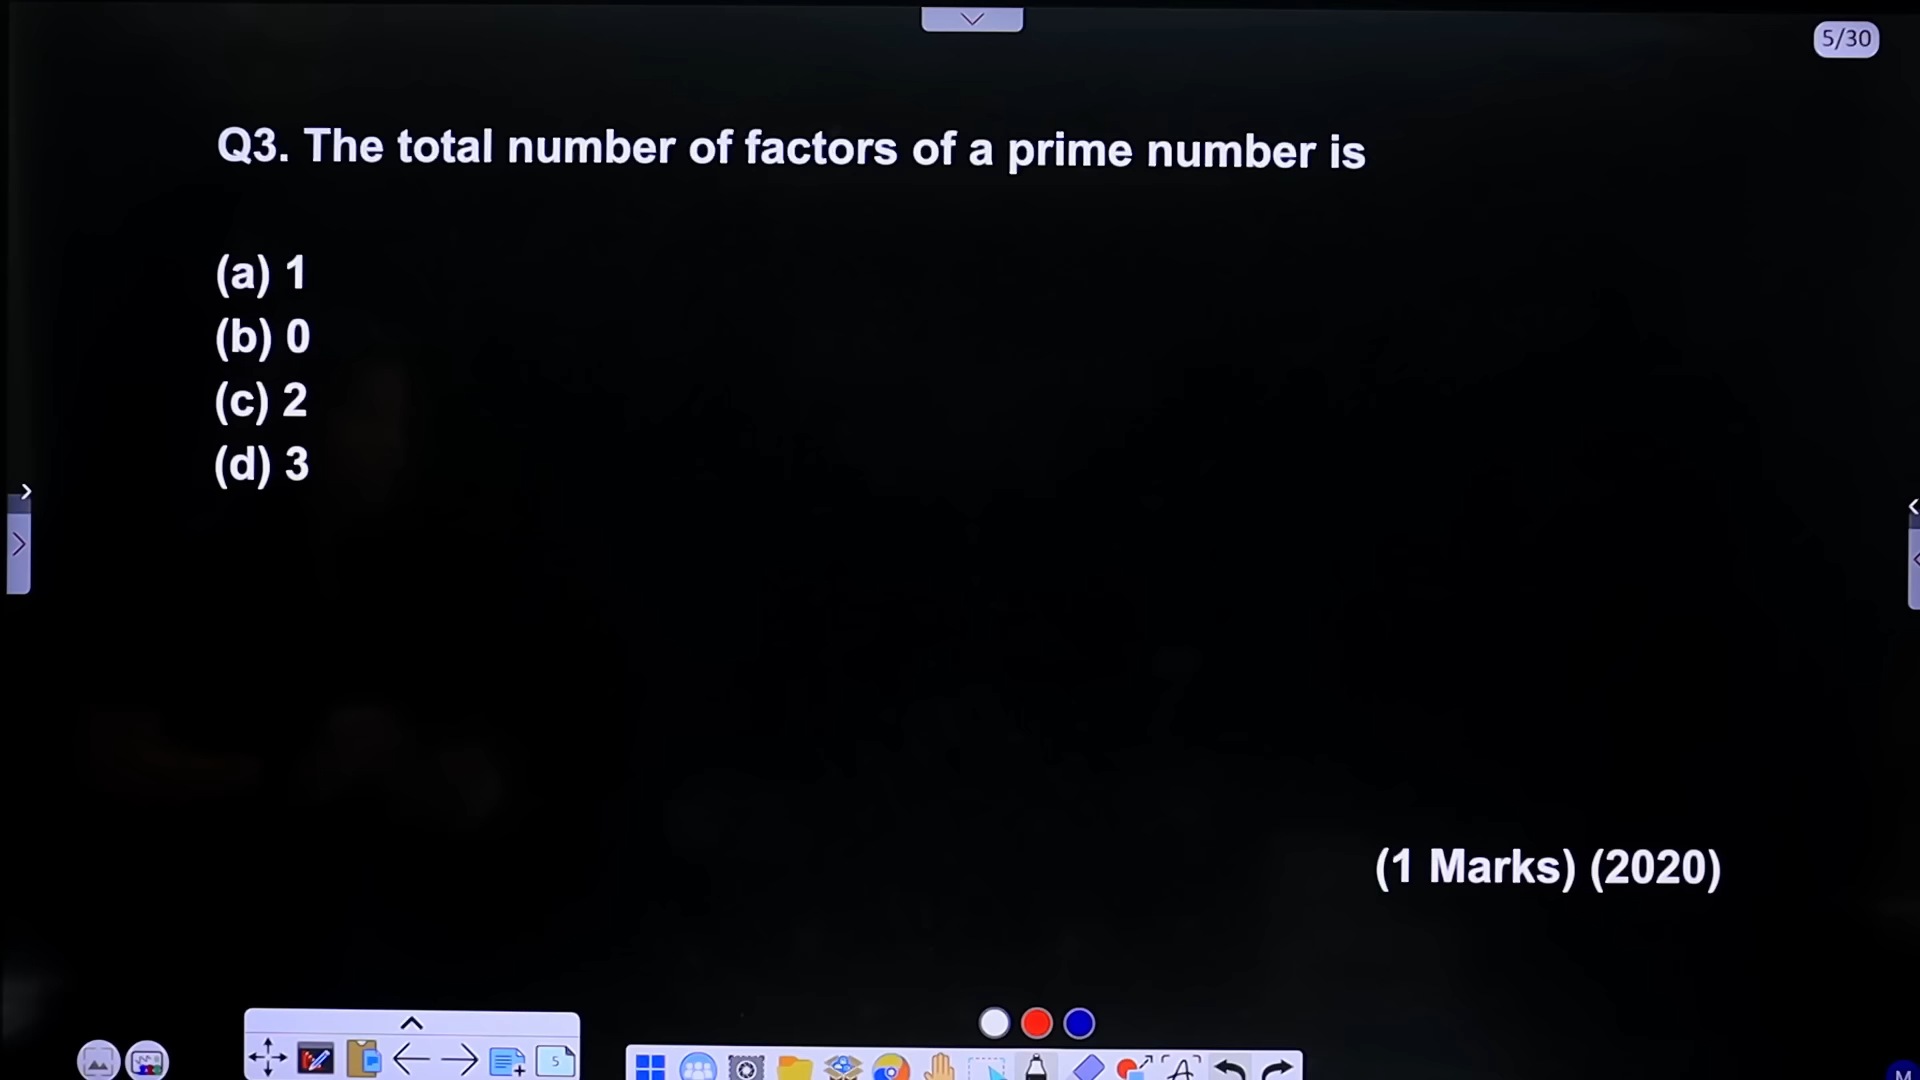 5/30
Q3. The total number of factors of a prime number is
(a) 1
(b) 0
(c) 2
(d) 3
(1 Marks) (2020)
5
M